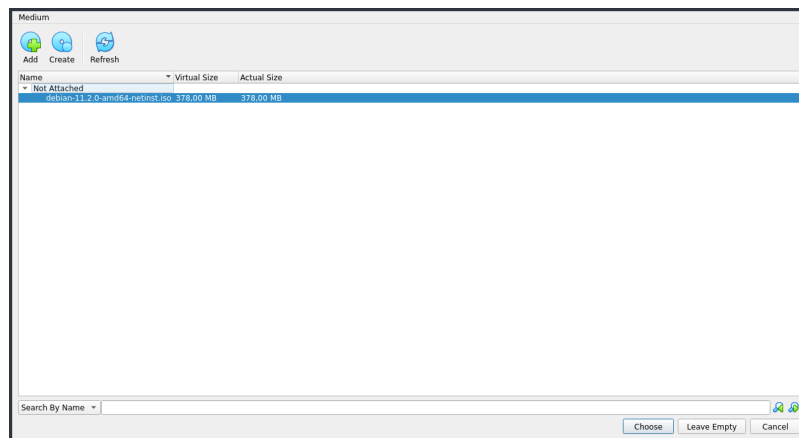 Medium
Add Create Refresh
Name Virtual Size Actual Size
Not Attached
debian-11.2.0-amd64-netinst.iso 378,00 MB 378,00 MB
Search By Name
Choose Leave Empty Cancel